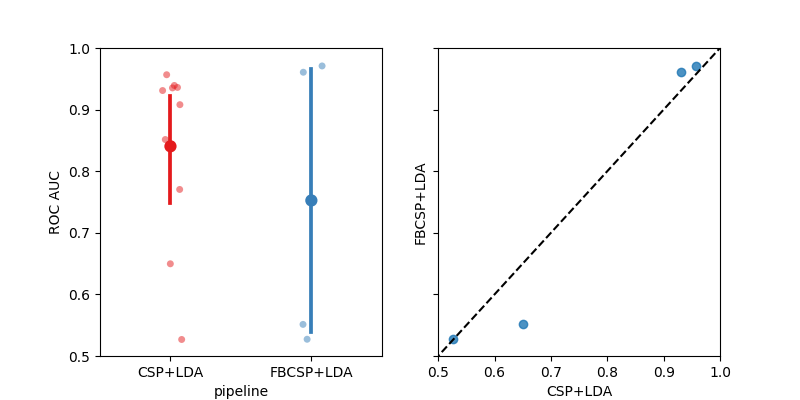 ROC AUC
1.0
0.9
0.8
0.7
0.6
0.5
CSP+LDA FBCSP+LDA
pipeline
FBCSP+LDA
0.5 0.6 0.7 0.8 0.9 1.0
CSP+LDA